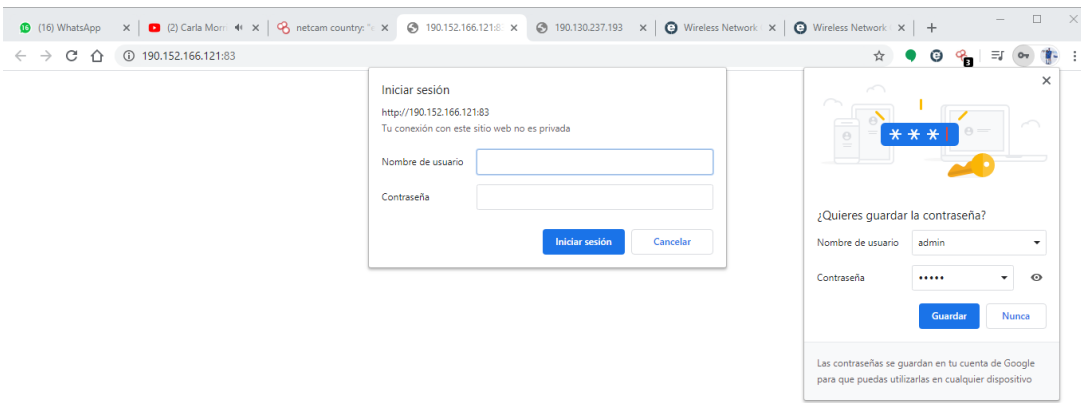 (16) WhatsApp
(2) Carla Morr
netcam country: "e
190.152.166.121:8
190.130.237.193
Wireless Network
Wireless Network
190.152.166.121:83
3
Iniciar sesión
http://190.152.166.121:83
Tu conexión con este sitio web no es privada
Nombre de usuario
Contraseña
Iniciar sesión
Cancelar
***
¿Quieres guardar la contraseña?
Nombre de usuario admin
Contraseña •••••
Guardar
Nunca
Las contraseñas se guardan en tu cuenta de Google
para que puedas utilizarlas en cualquier dispositivo